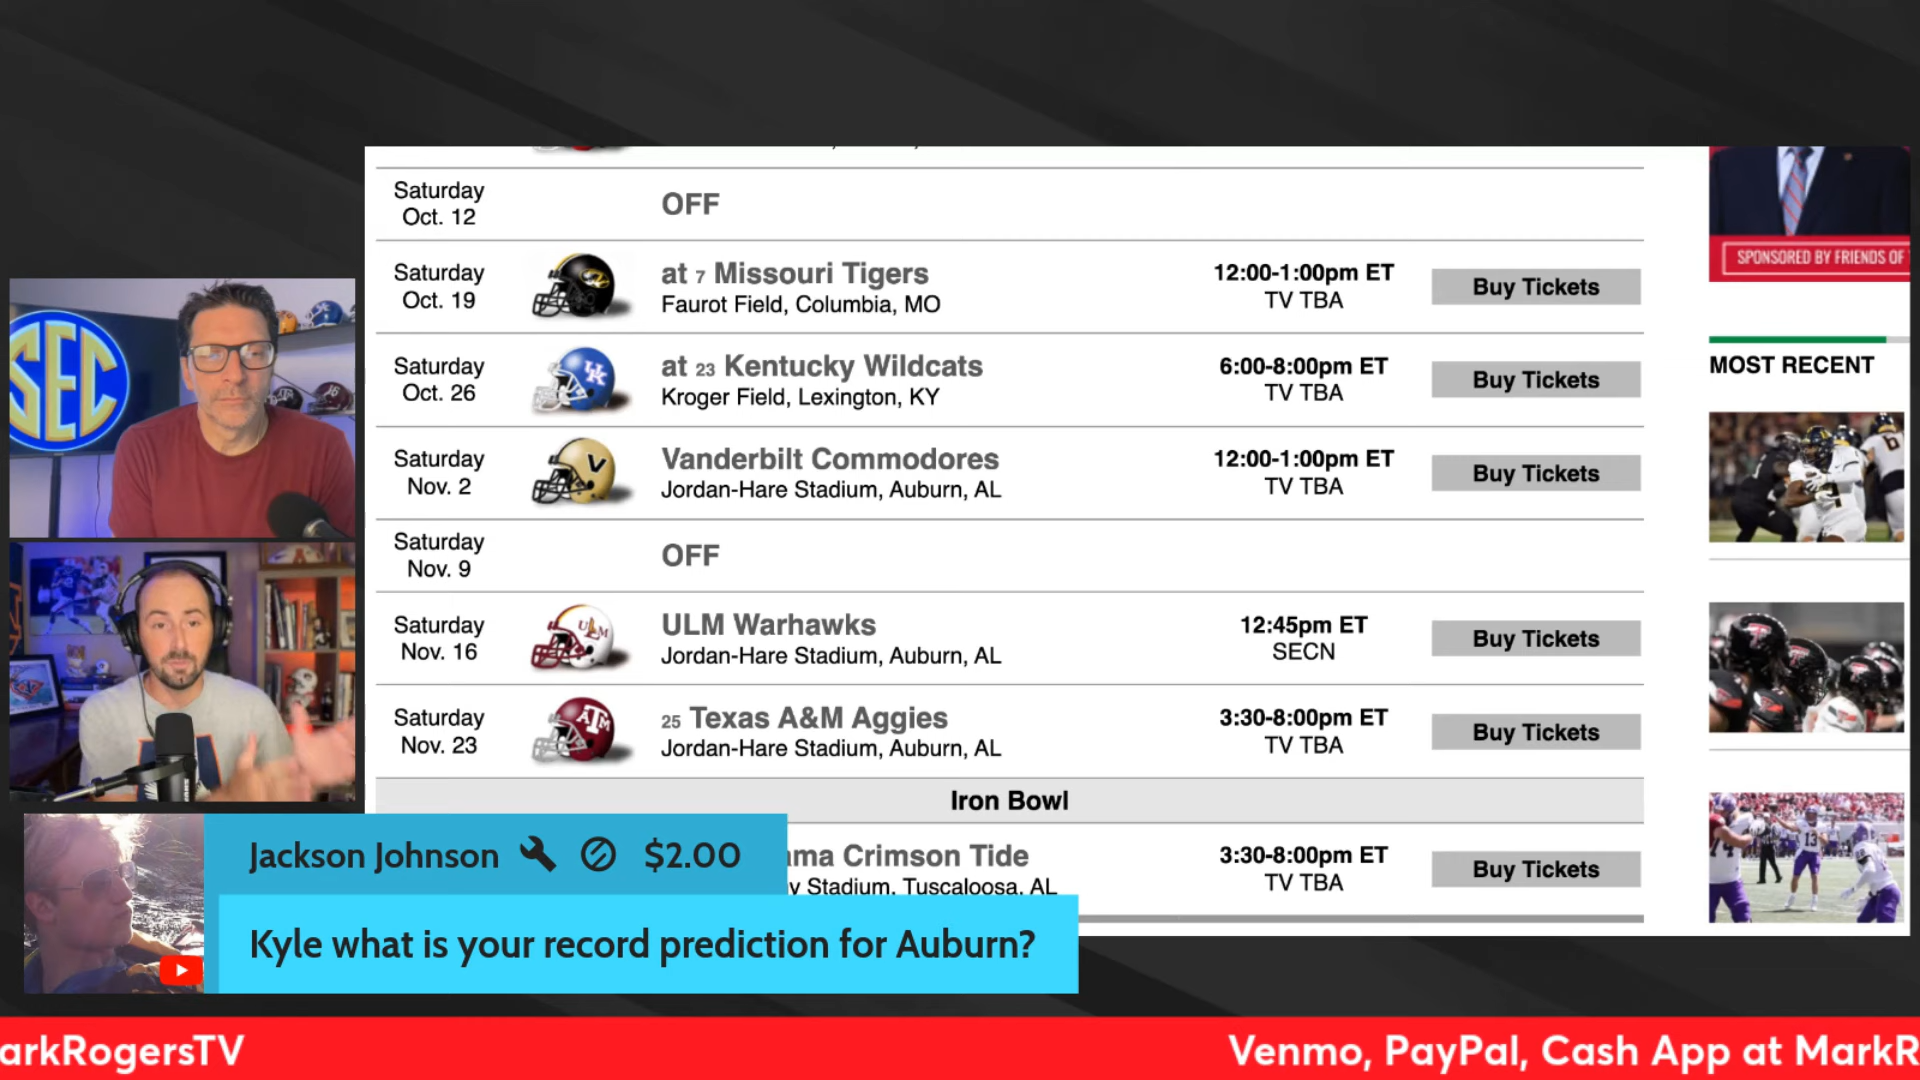 Saturday
Oct. 12
OFF
Saturday
Oct. 19
at 7 Missouri Tigers
Faurot Field, Columbia, MO
12:00-1:00pm ET
TV TBA
Buy Tickets
Saturday
Oct. 26
at 23 Kentucky Wildcats
Kroger Field, Lexington, KY
6:00-8:00pm ET
TV TBA
Buy Tickets
Saturday
Nov. 2
Vanderbilt Commodores
Jordan-Hare Stadium, Auburn, AL
12:00-1:00pm ET
TV TBA
Buy Tickets
Saturday
Nov. 9
OFF
Saturday
Nov. 16
ULM Warhawks
Jordan-Hare Stadium, Auburn, AL
12:45pm ET
SECN
Buy Tickets
Saturday
Nov. 23
25 Texas A&M Aggies
Jordan-Hare Stadium, Auburn, AL
3:30-8:00pm ET
TV TBA
Buy Tickets
Iron Bowl
ama Crimson Tide
Stadium, Tuscaloosa, AL
3:30-8:00pm ET
TV TBA
Buy Tickets
SPONSORED BY FRIENDS OF
MOST RECENT
SEC
UK
V
ULM
ATM
Jackson Johnson $2.00
Kyle what is your record prediction for Auburn?
arkRogersTV
Venmo, PayPal, Cash App at MarkR